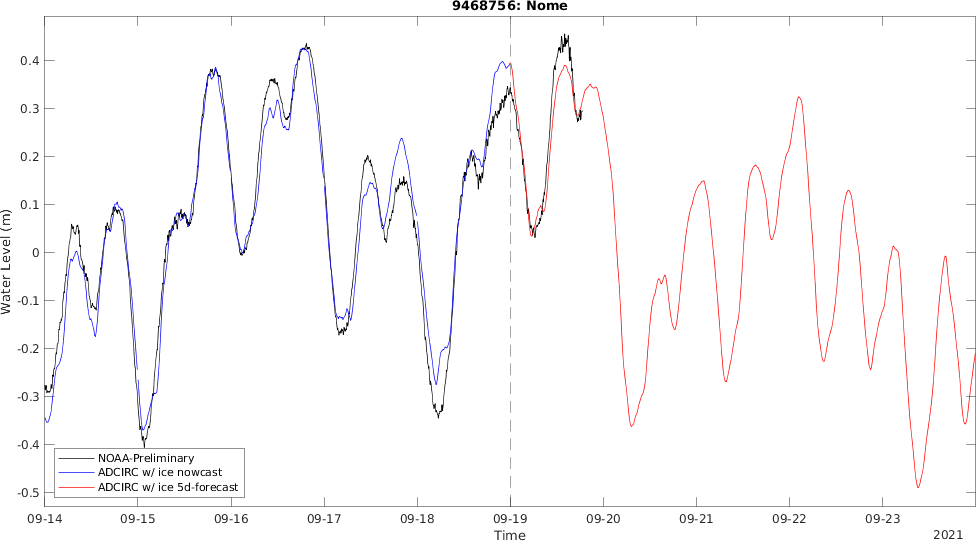 9468756: Nome
Water Level (m)
0.4
0.3
0.2
0.1
0
-0.1
-0.2
-0.3
-0.4
-0.5
NOAA-Preliminary
ADCIRC w/ ice nowcast
ADCIRC w/ ice 5d-forecast
09-14 09-15 09-16 09-17 09-18 09-19 09-20 09-21 09-22 09-23
Time
2021